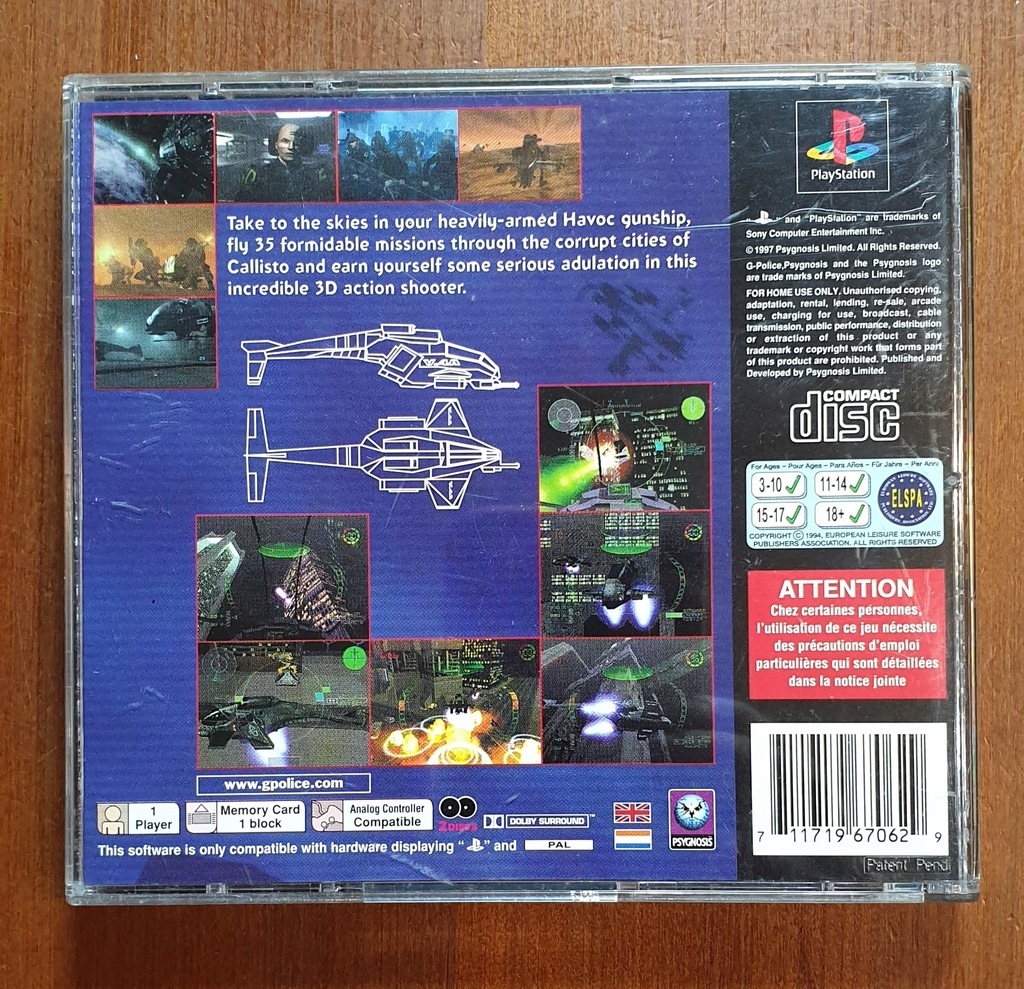 Take to the skies in your heavily-armed Havoc gunship,
fly 35 formidable missions through the corrupt cities of
Callisto and earn yourself some serious adulation in this
incredible 3D action shooter.
www.gpolice.com
1
Player
Memory Card
1 block
Analog Controller
Compatible
2 DISCS
DOLBY SURROUND™
PSYGNOSIS
This software is only compatible with hardware displaying " " and PAL
PlayStation
" " and "PlayStation" are trademarks of
Sony Computer Entertainment Inc.
© 1997 Psygnosis Limited. All Rights Reserved.
G-Police,Psygnosis and the Psygnosis logo
are trade marks of Psygnosis Limited.
FOR HOME USE ONLY. Unauthorised copying,
adaptation, rental, lending, re-sale, arcade
use, charging for use, broadcast, cable
transmission, public performance, distribution
or extraction of this product or any
trademark or copyright work that forms part
of this product are prohibited. Published and
Developed by Psygnosis Limited.
COMPACT
disc
For Ages – Pour Ages – Para Años – Für Jahre – Per Anni
3-10 11-14
15-17 18+
ELSPA
COPYRIGHT © 1994, EUROPEAN LEISURE SOFTWARE
PUBLISHERS ASSOCIATION. ALL RIGHTS RESERVED
ATTENTION
Chez certaines personnes,
l'utilisation de ce jeu nécessite
des précautions d'emploi
particulières qui sont détaillées
dans la notice jointe
7 11719 67062 9
Patent Pend